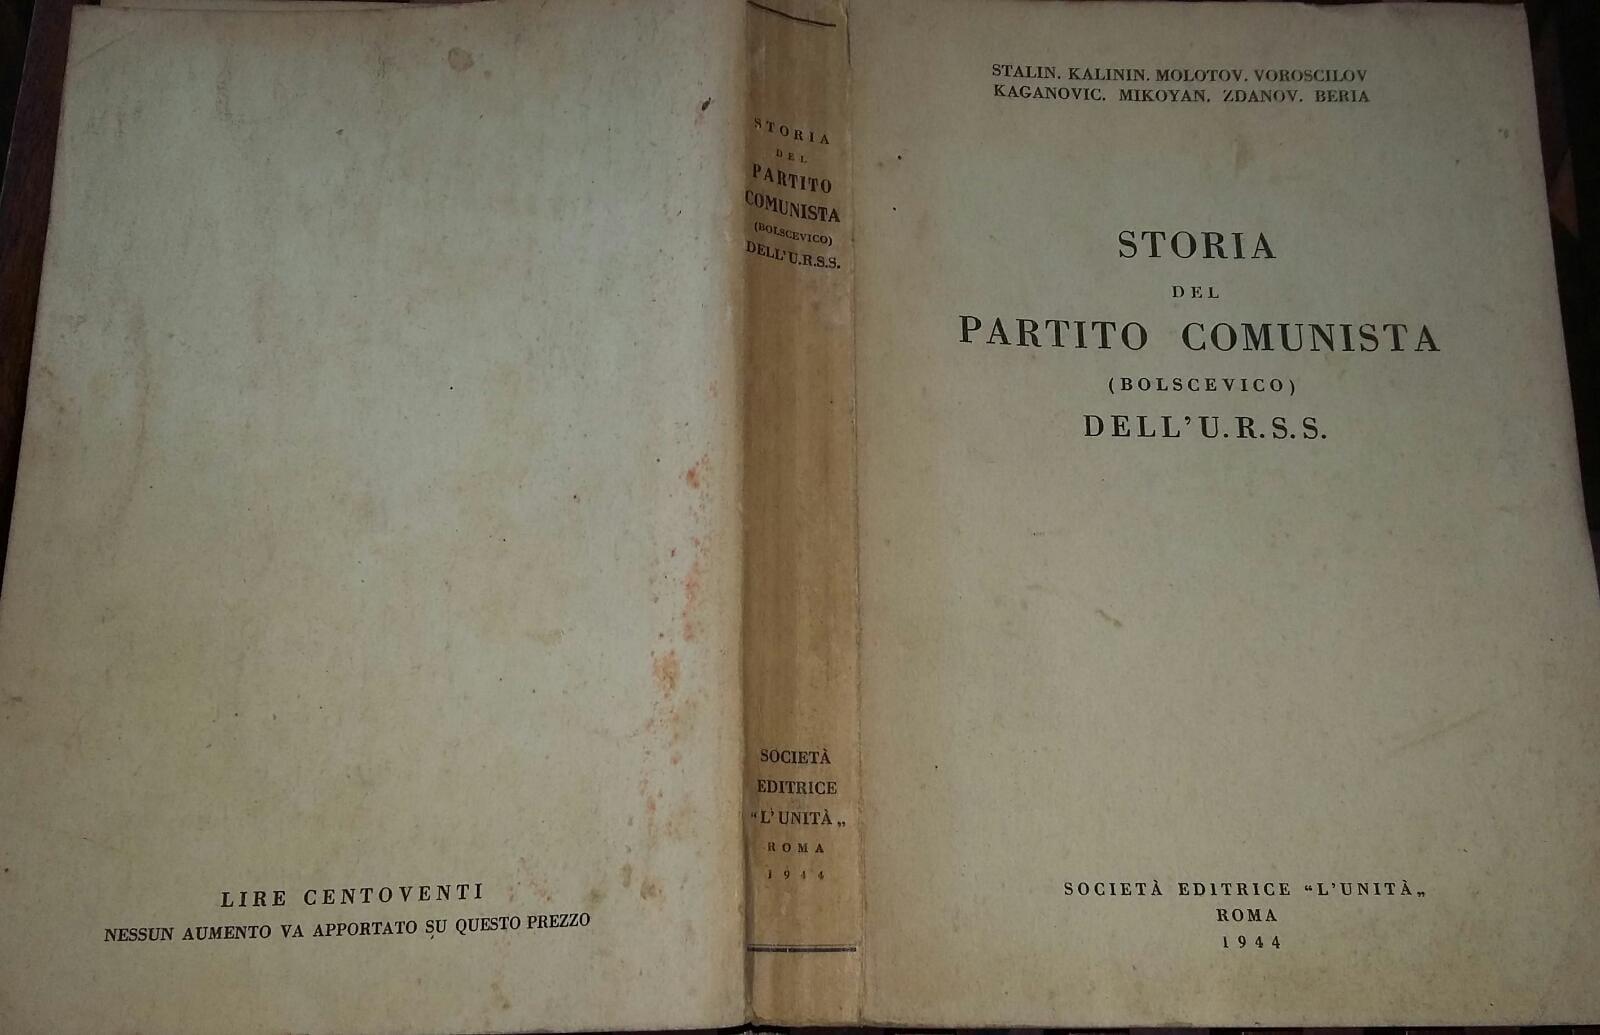 LIRE CENTOVENTI
NESSUN AUMENTO VA APPORTATO SU QUESTO PREZZO
STORIA
DEL
PARTITO
COMUNISTA
(BOLSCEVICO)
DELL'U.R.S.S.
SOCIETÀ
EDITRICE
“L'UNITÀ„
ROMA
1944
STALIN. KALININ. MOLOTOV. VOROSCILOV
KAGANOVIC. MIKOYAN. ZDANOV. BERIA
STORIA
DEL
PARTITO COMUNISTA
(BOLSCEVICO)
DELL'U.R.S.S.
SOCIETÀ EDITRICE “L'UNITÀ„
ROMA
1944